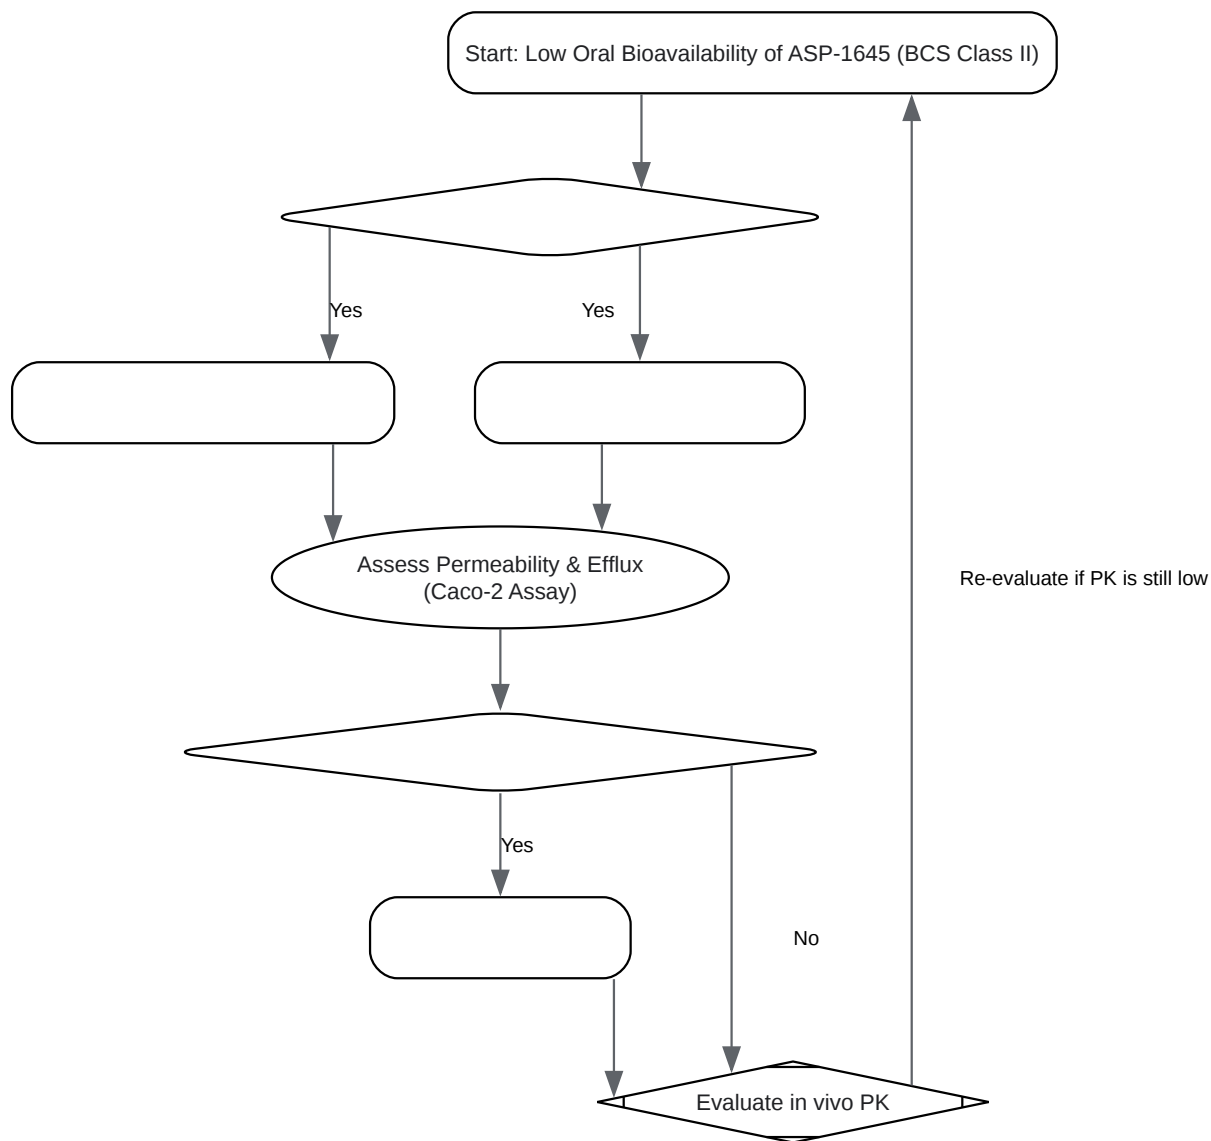 Start: Low Oral Bioavailability of ASP-1645 (BCS Class II)
Yes
Yes
Assess Permeability & Efflux
(Caco-2 Assay)
Re-evaluate if PK is still low
Yes
No
Evaluate in vivo PK